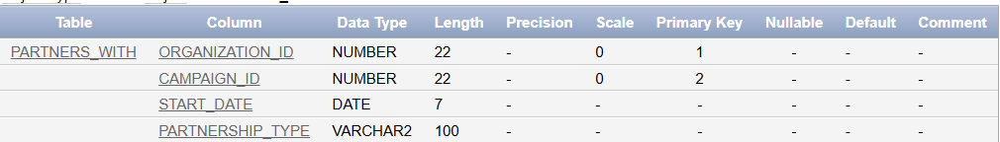 Table Column Data Type Length Precision Scale Primary Key Nullable Default Comment
PARTNERS_WITH ORGANIZATION_ID NUMBER 22 - 0 1 - - -
CAMPAIGN_ID NUMBER 22 - 0 2 - - -
START_DATE DATE 7 - - - - - -
PARTNERSHIP_TYPE VARCHAR2 100 - - - - - -